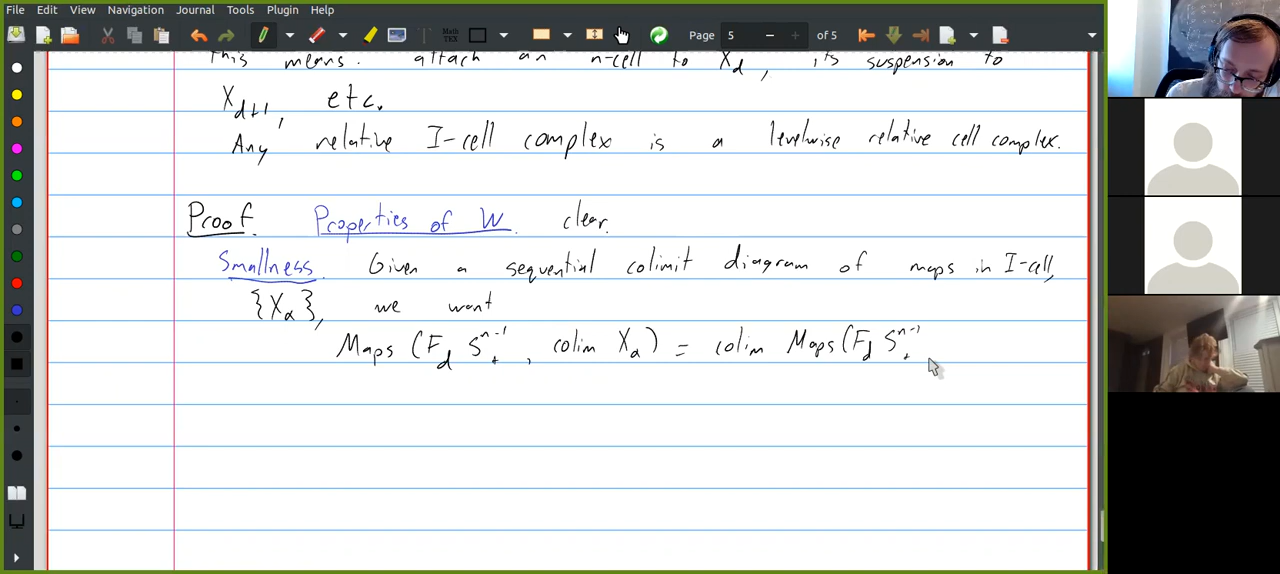 File Edit View Navigation Journal Tools Plugin Help
Math TEX Page 5 of 5
This means: attach an n-cell to X_d, its suspension to
X_{d+1}, etc.
Any relative I-cell complex is a levelwise relative cell complex.
Proof. Properties of W. clear.
Smallness. Given a sequential colimit diagram of maps in I-cell,
{X_α}, we want
Maps (F_d S^{n-1}_+, colim X_α) = colim Maps(F_d S^{n-1}_+